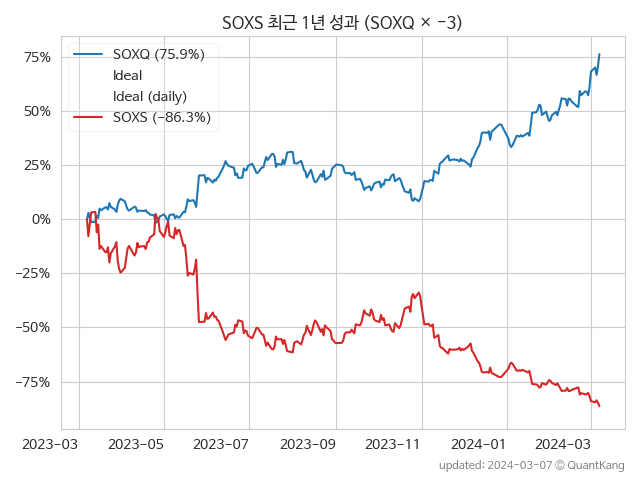 SOXS 최근 1년 성과 (SOXQ × −3)
SOXQ (75.9%)
Ideal
Ideal (daily)
SOXS (−86.3%)
75%
50%
25%
0%
−25%
−50%
−75%
2023−03 2023−05 2023−07 2023−09 2023−11 2024−01 2024−03
updated: 2024-03-07 © QuantKang